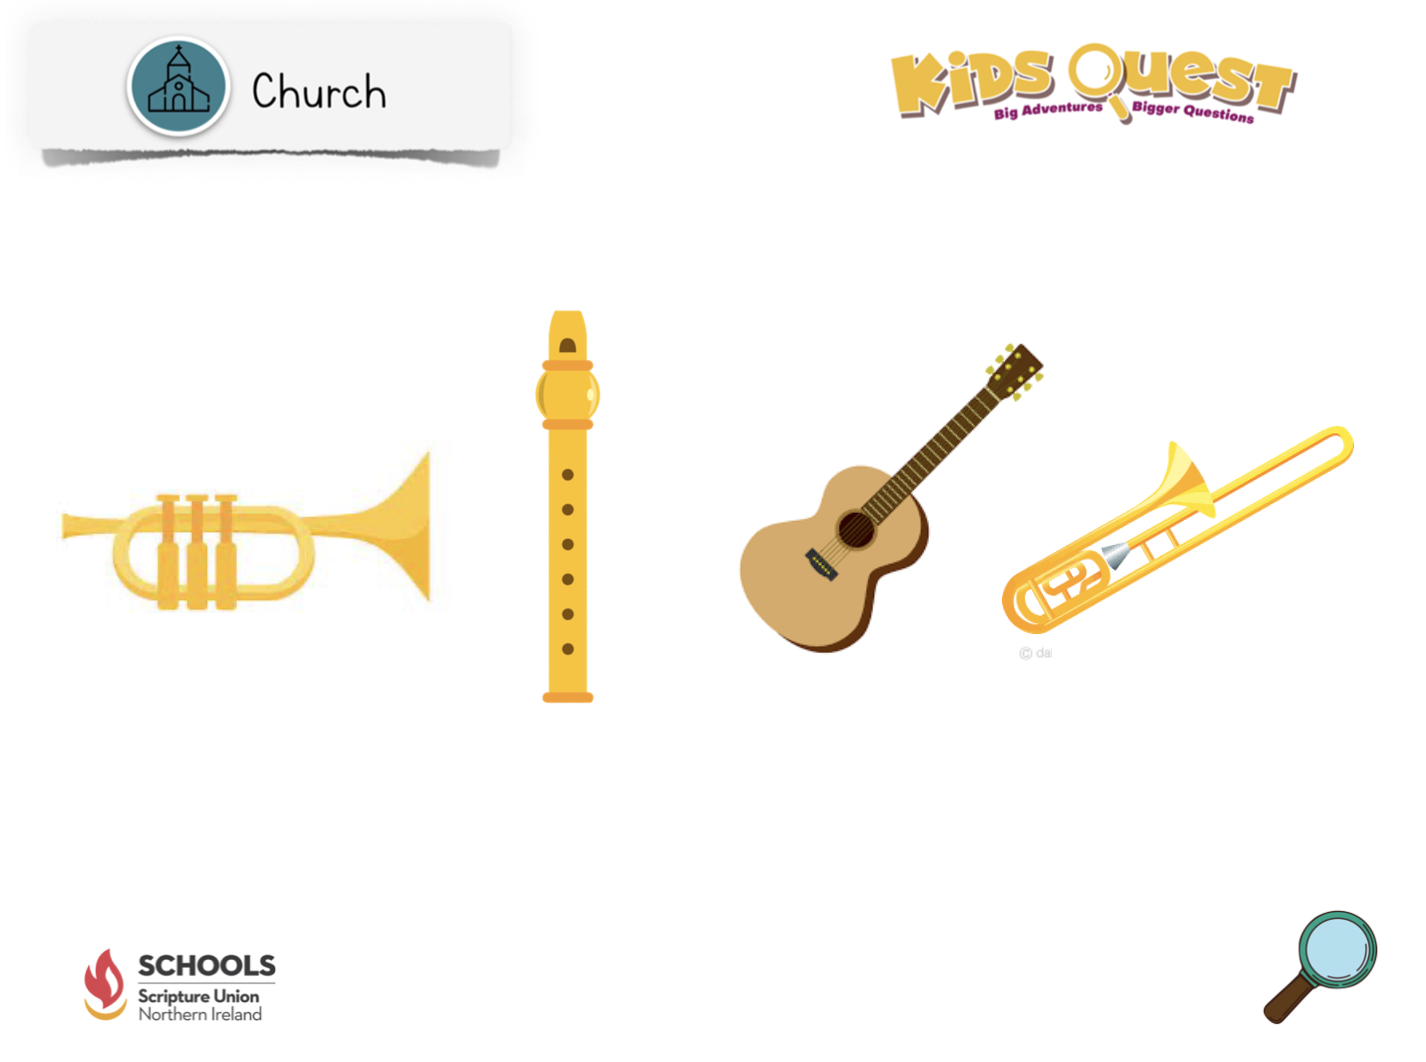 Church
KiDS QUEST
Big Adventures Bigger Questions
© dai
SCHOOLS
Scripture Union
Northern Ireland